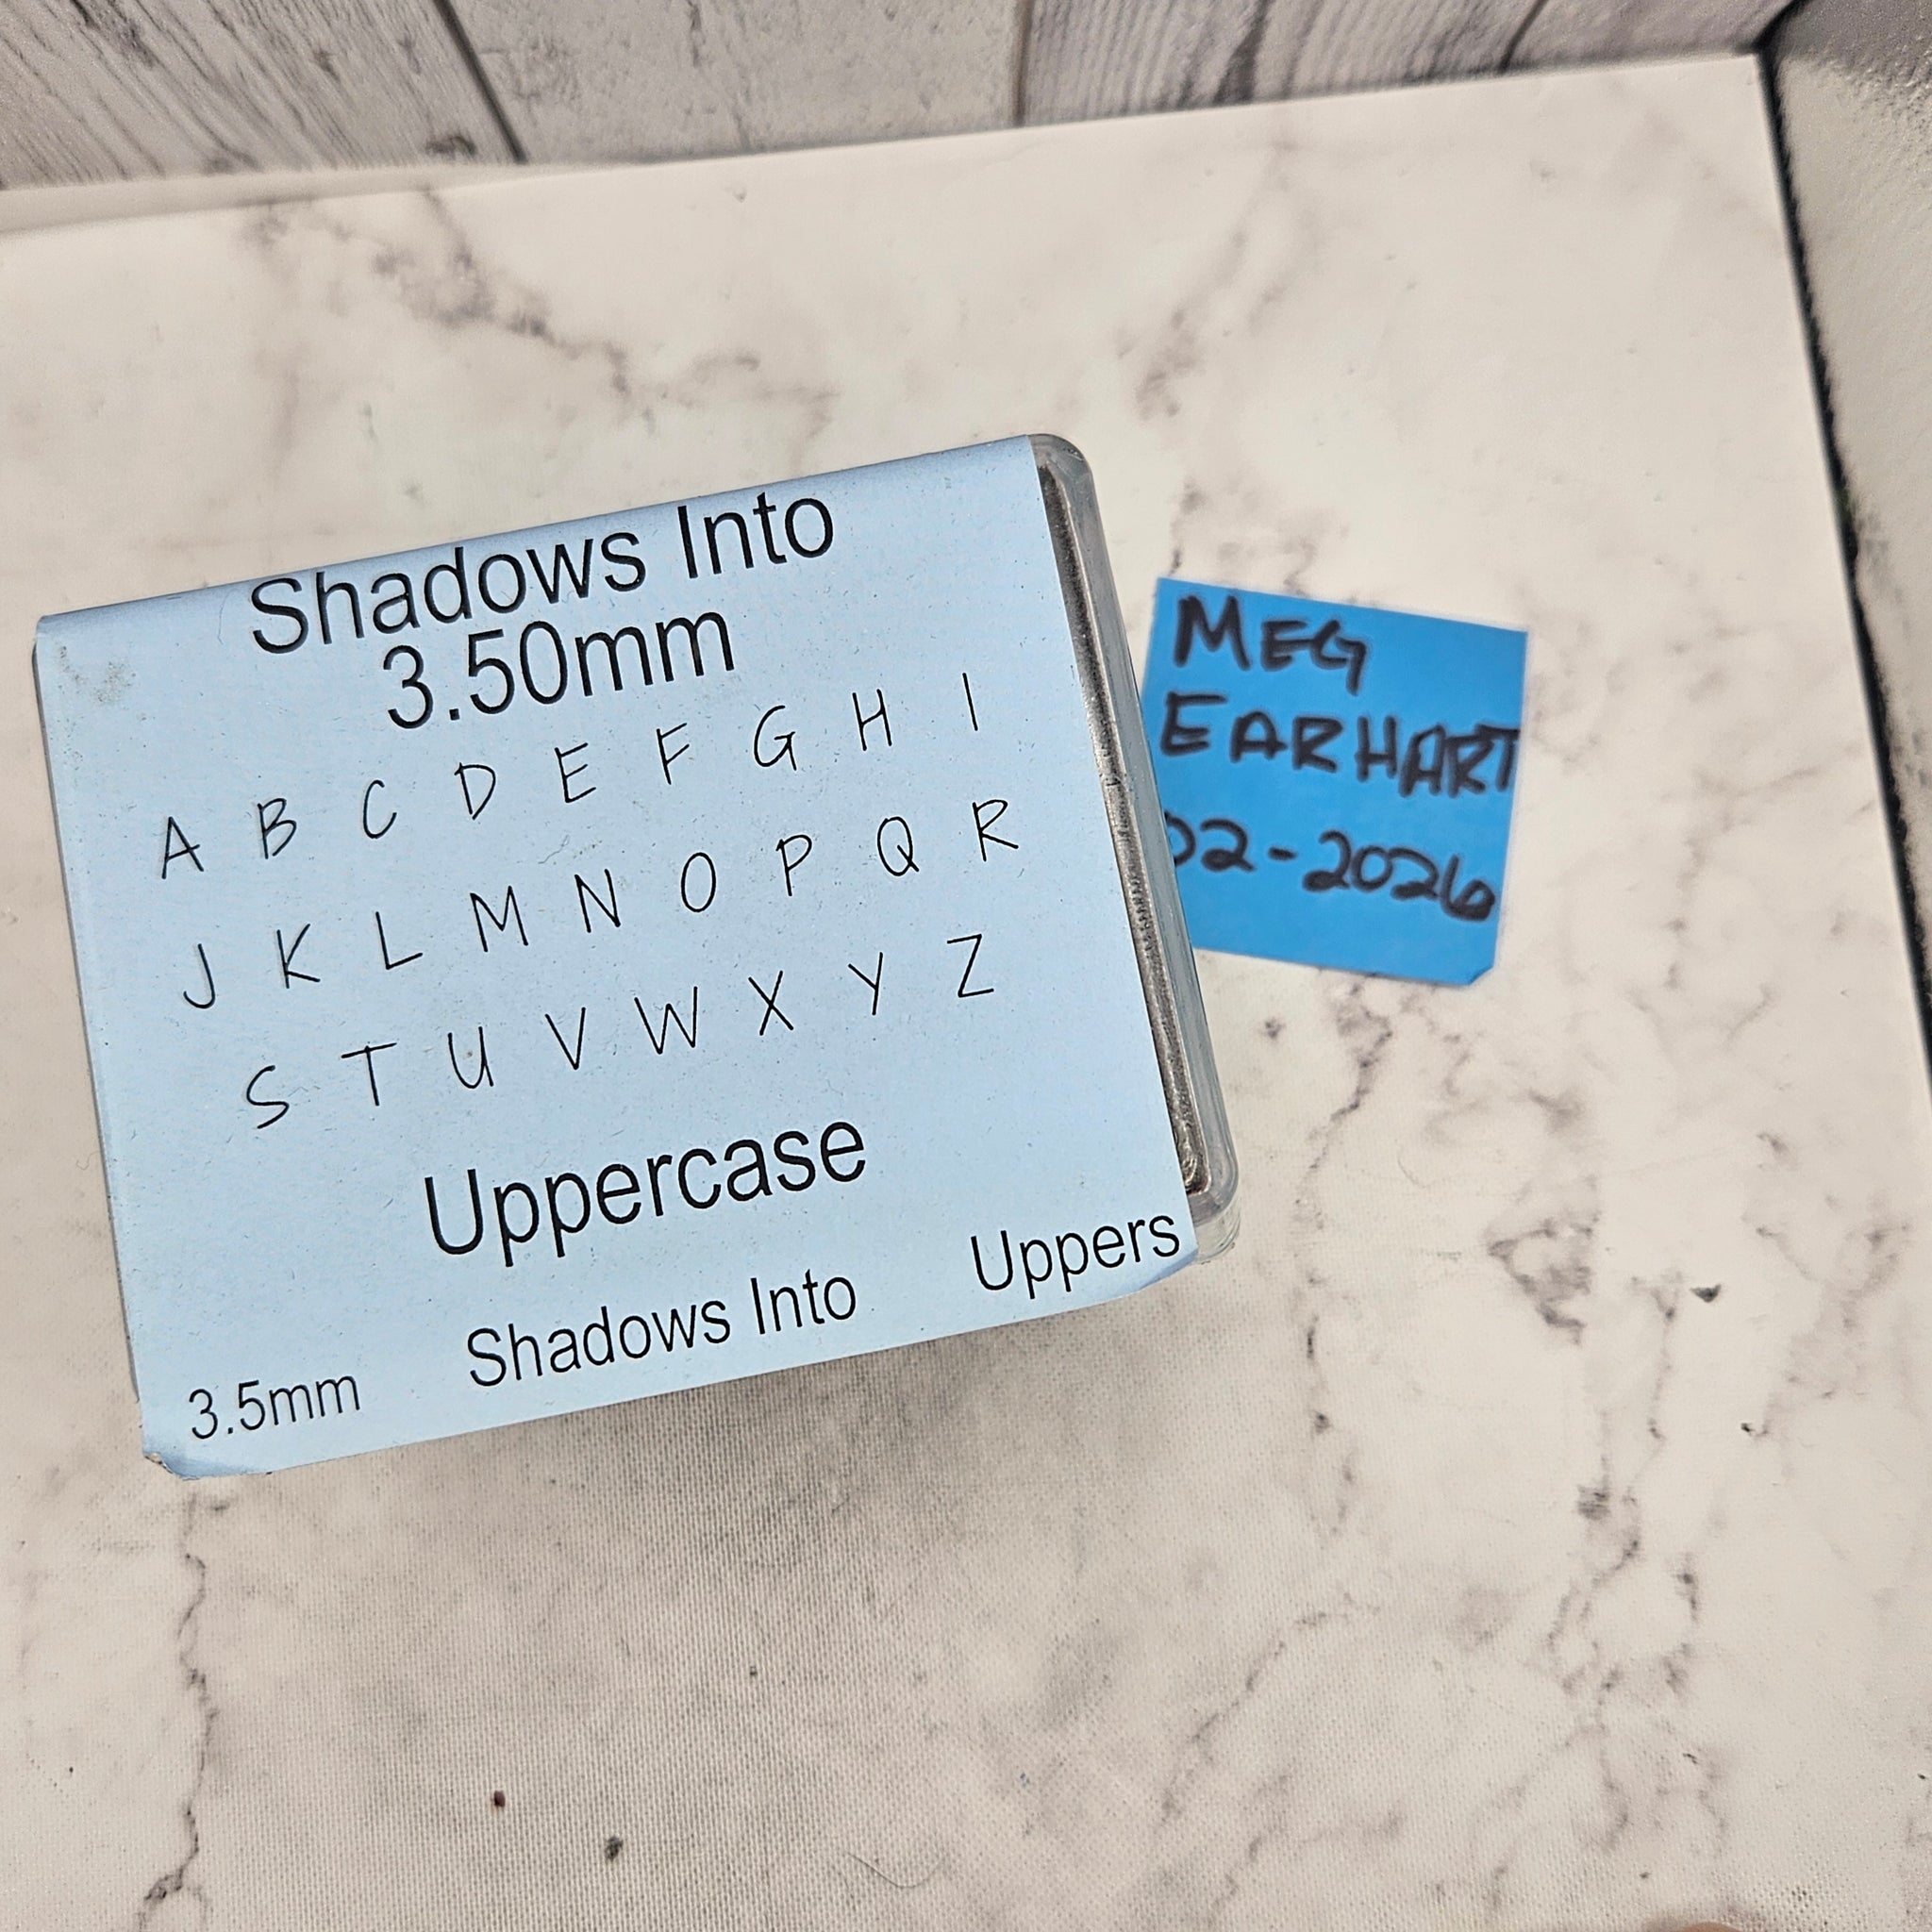 Shadows Into
3.50mm
A B C D E F G H I
J K L M N O P Q R
S T U V W X Y Z
Uppercase
3.5mm Shadows Into Uppers
MEG
EARHART
02-2026